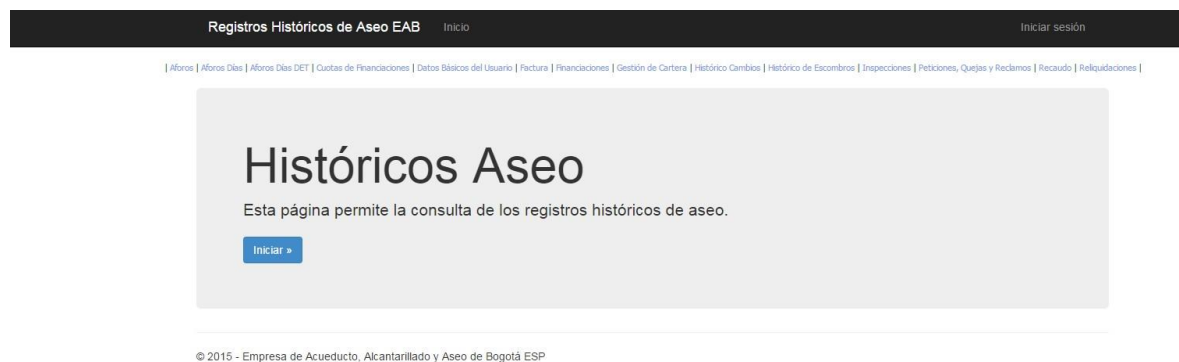 Registros Históricos de Aseo EAB Inicio Iniciar sesión
| Aforos | Aforos Días | Aforos Días DET | Cuotas de Financiaciones | Datos Básicos del Usuario | Factura | Financiaciones | Gestión de Cartera | Histórico Cambios | Histórico de Escombros | Inspecciones | Peticiones, Quejas y Reclamos | Recaudo | Reliquidaciones |
Históricos Aseo
Esta página permite la consulta de los registros históricos de aseo.
Iniciar »
© 2015 - Empresa de Acueducto, Alcantarillado y Aseo de Bogotá ESP